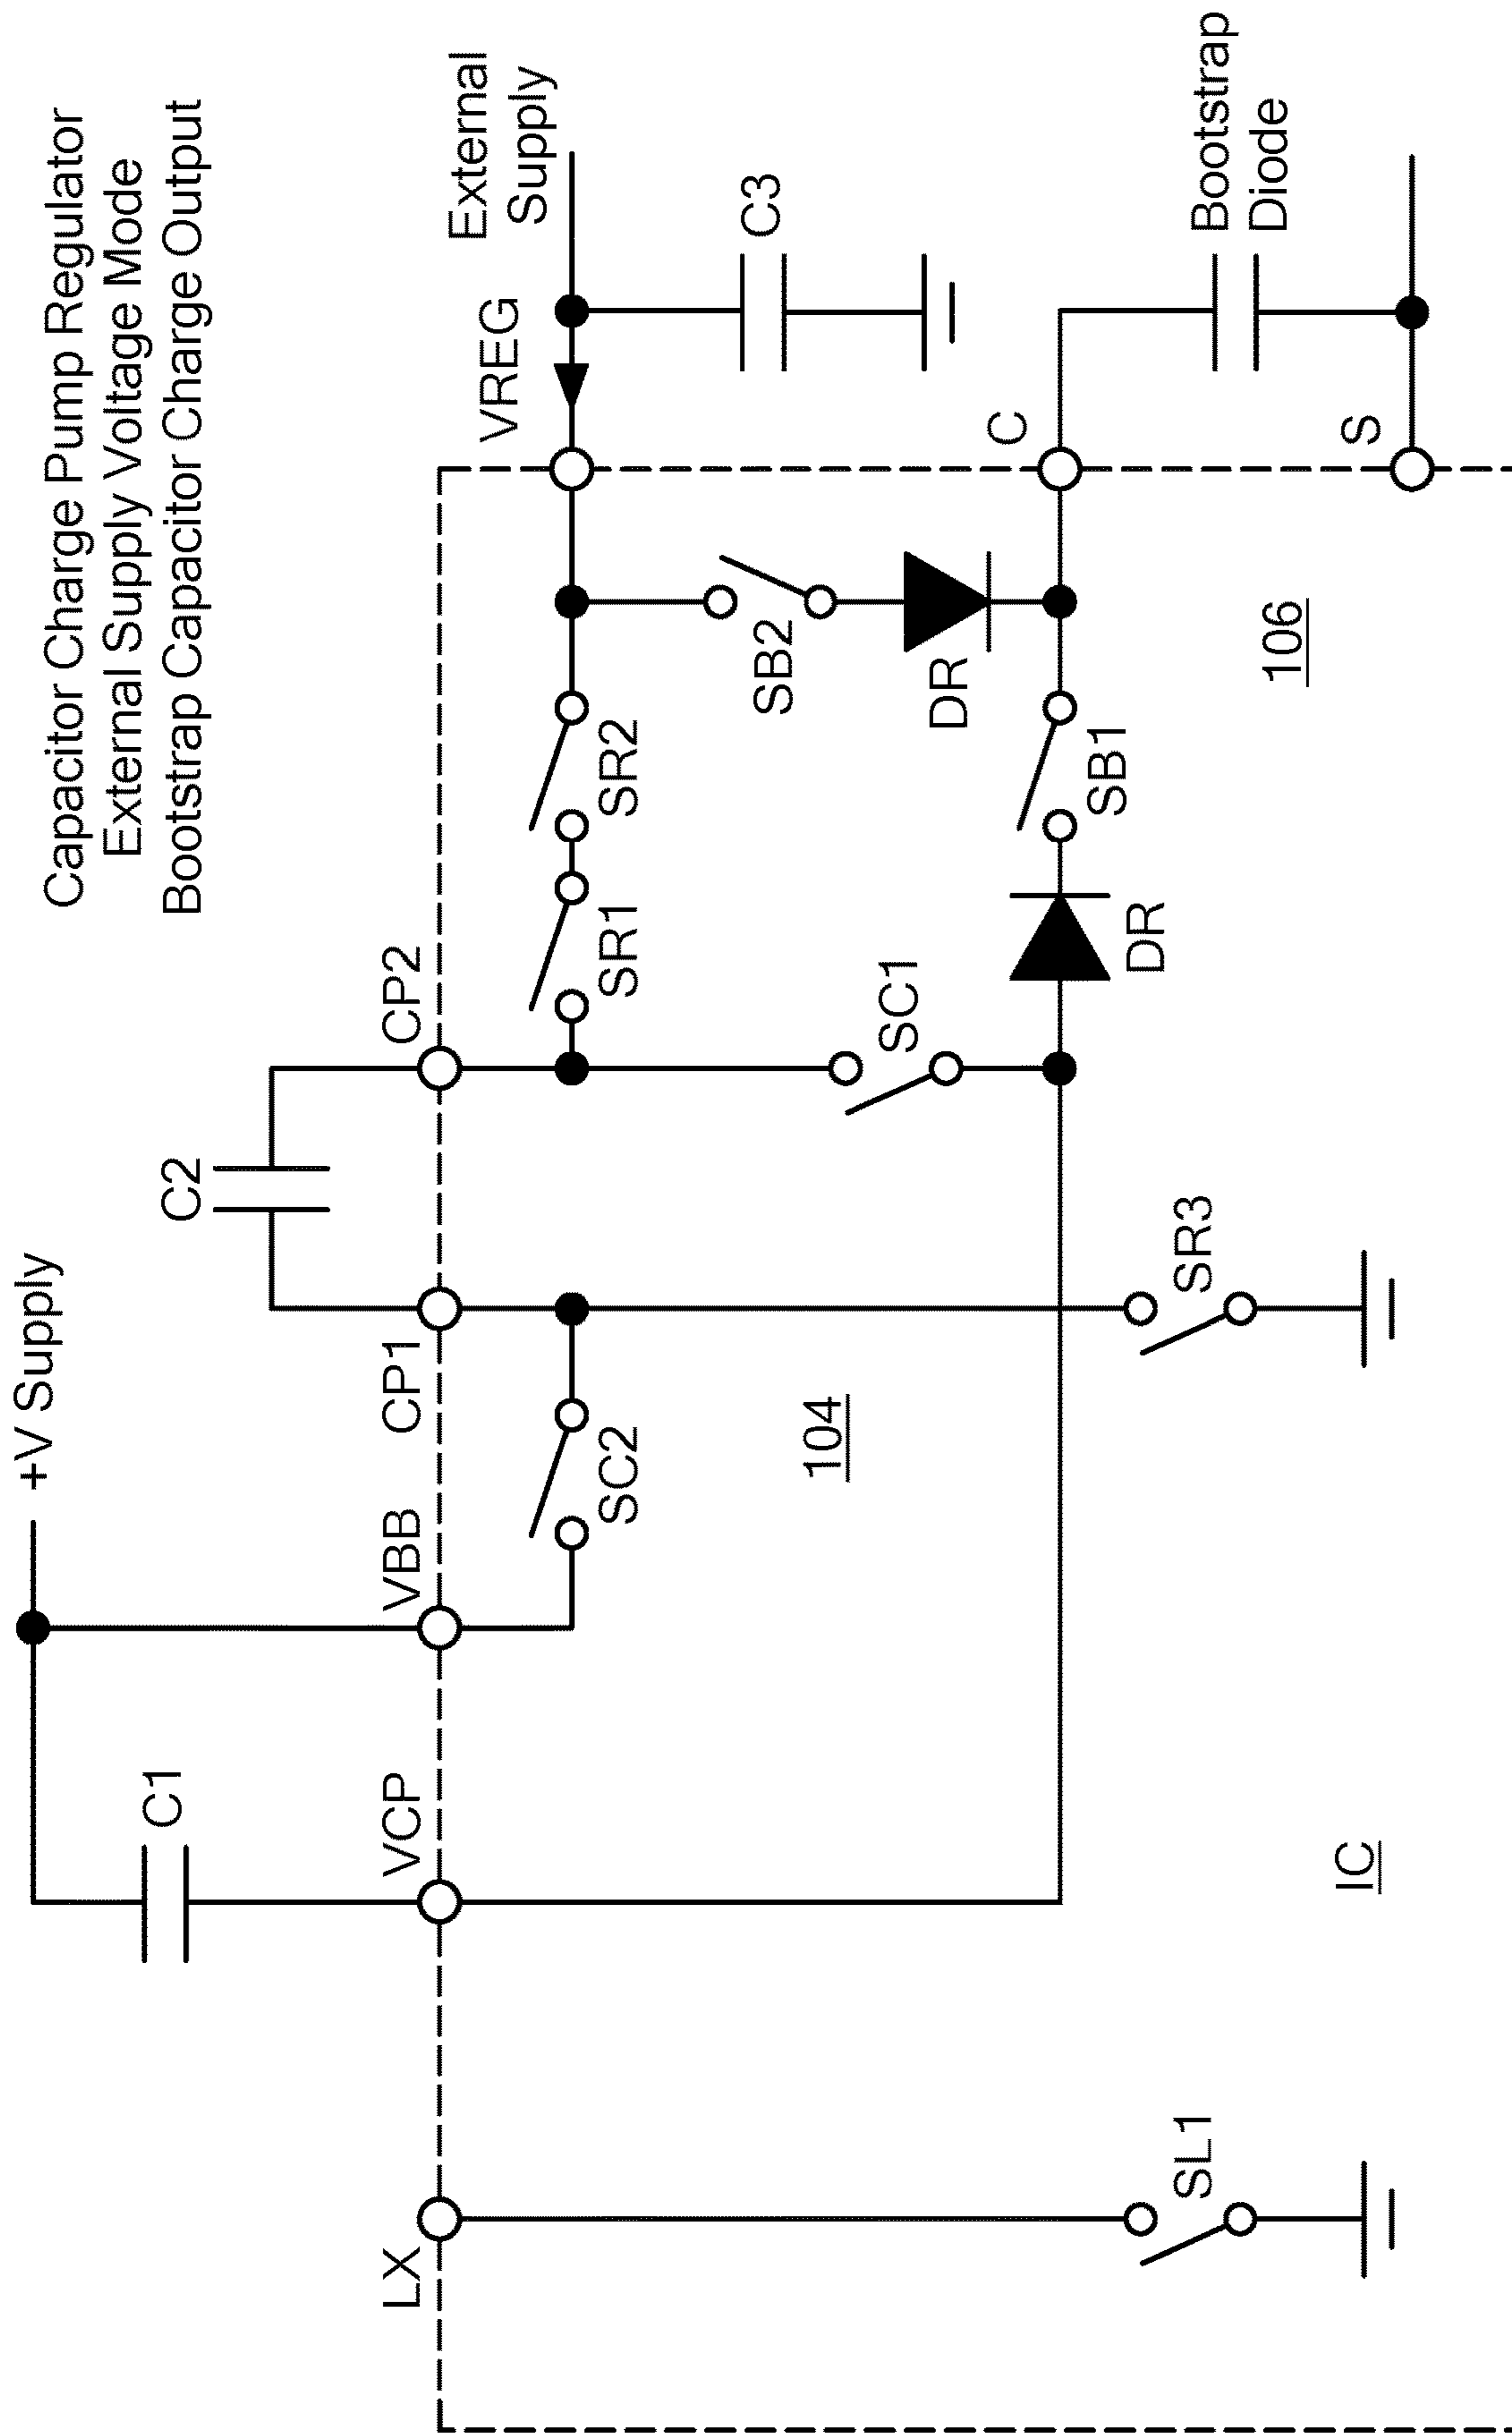 Capacitor Charge Pump Regulator
External Supply Voltage Mode
Bootstrap Capacitor Charge Output
+V Supply
C1
C2
LX
VCP
VBB
CP1
CP2
VREG
External
Supply
SC2
SR1
SR2
C3
SB2
104
SC1
DR
C
DR
SB1
SL1
SR3
106
Bootstrap
Diode
IC
S